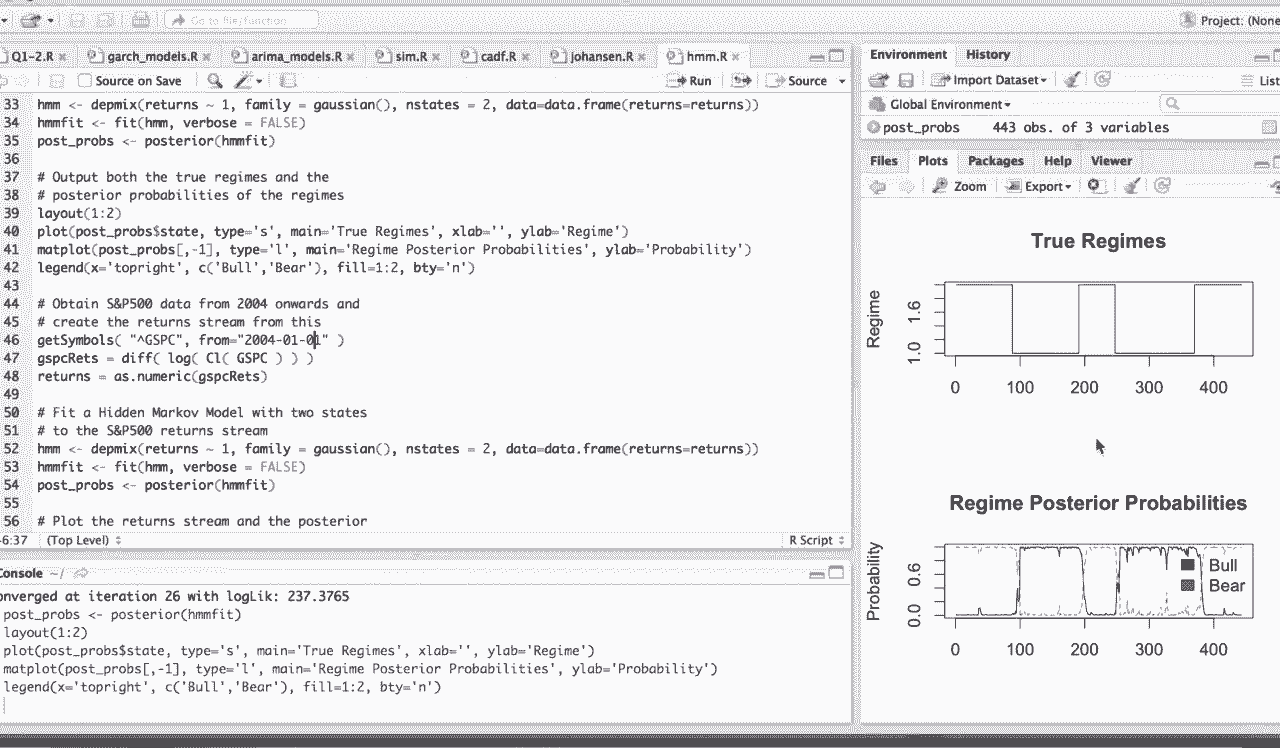 Go to file/function
Project: (None
Q1-2.R
garch_models.R
arima_models.R
sim.R
cadf.R
johansen.R
hmm.R
Source on Save
Run
Source
33 hmm <- depmix(returns ~ 1, family = gaussian(), nstates = 2, data=data.frame(returns=returns))
34 hmmfit <- fit(hmm, verbose = FALSE)
35 post_probs <- posterior(hmmfit)
36
37 # Output both the true regimes and the
38 # posterior probabilities of the regimes
39 layout(1:2)
40 plot(post_probs$state, type='s', main='True Regimes', xlab='', ylab='Regime')
41 matplot(post_probs[,-1], type='l', main='Regime Posterior Probabilities', ylab='Probability')
42 legend(x='topright', c('Bull','Bear'), fill=1:2, bty='n')
43
44 # Obtain S&P500 data from 2004 onwards and
45 # create the returns stream from this
46 getSymbols( "^GSPC", from="2004-01-01" )
47 gspcRets = diff( log( Cl( GSPC ) ) )
48 returns = as.numeric(gspcRets)
49
50 # Fit a Hidden Markov Model with two states
51 # to the S&P500 returns stream
52 hmm <- depmix(returns ~ 1, family = gaussian(), nstates = 2, data=data.frame(returns=returns))
53 hmmfit <- fit(hmm, verbose = FALSE)
54 post_probs <- posterior(hmmfit)
55
56 # Plot the returns stream and the posterior
6:37 (Top Level)
R Script
Console ~/
onverged at iteration 26 with logLik: 237.3765
post_probs <- posterior(hmmfit)
layout(1:2)
plot(post_probs$state, type='s', main='True Regimes', xlab='', ylab='Regime')
matplot(post_probs[,-1], type='l', main='Regime Posterior Probabilities', ylab='Probability')
legend(x='topright', c('Bull','Bear'), fill=1:2, bty='n')
Environment History
Import Dataset
List
Global Environment
post_probs 443 obs. of 3 variables
Files Plots Packages Help Viewer
Zoom Export
True Regimes
Regime
1.6
1.0
0 100 200 300 400
Regime Posterior Probabilities
Probability
0.6
0.0
Bull
Bear
0 100 200 300 400